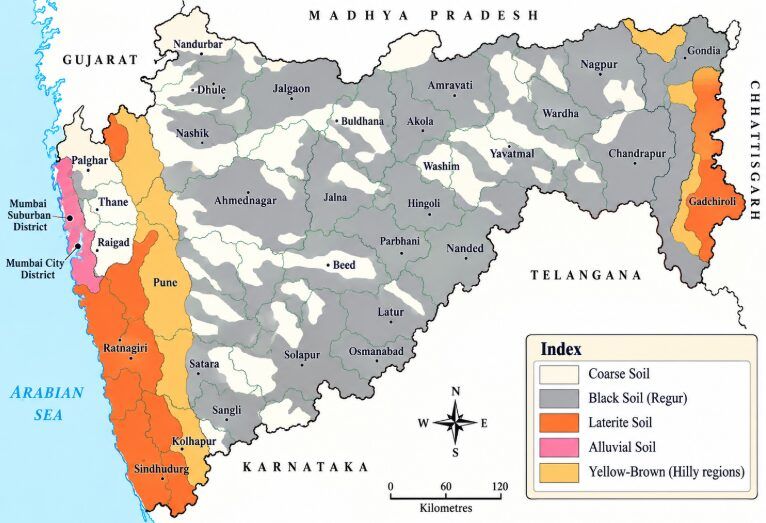 MADHYA PRADESH
GUJARAT
Nandurbar
Dhule
Jalgaon
Amravati
Nagpur
Gondia
CHHATTISGARH
Nashik
Buldhana
Akola
Wardha
Palghar
Washim
Yavatmal
Chandrapur
Mumbai
Suburban
District
Thane
Ahmednagar
Jalna
Hingoli
Gadchiroli
Mumbai City
District
Raigad
Parbhani
Nanded
Beed
TELANGANA
Pune
Latur
Ratnagiri
Satara
Solapur
Osmanabad
ARABIAN
SEA
Sangli
Kolhapur
Sindhudurg
KARNATAKA
N
W
E
S
0
60
120
Kilometres
Index
Coarse Soil
Black Soil (Regur)
Laterite Soil
Alluvial Soil
Yellow-Brown (Hilly regions)